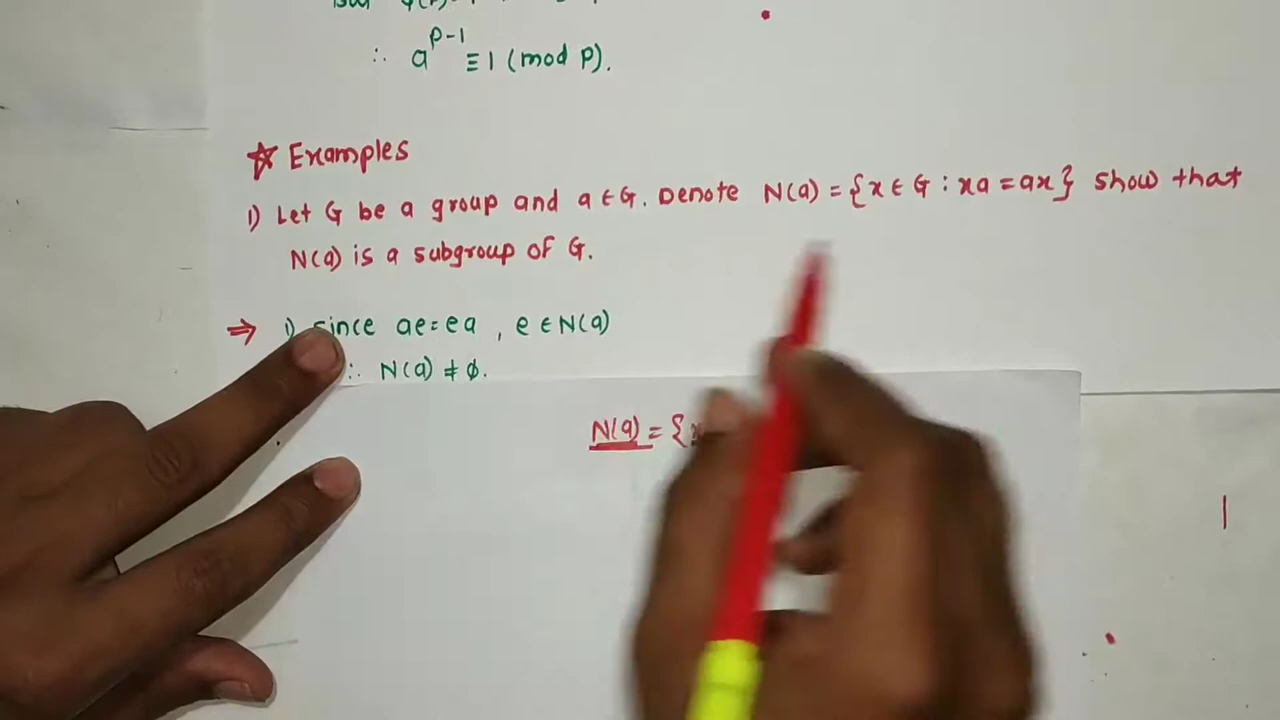 ∴ a^(p-1) ≡ 1 (mod p).
☆ Examples
1) Let G be a group and a ∈ G. Denote N(a) = {x ∈ G : xa = ax} show that
N(a) is a subgroup of G.
⇒ i) since ae = ea , e ∈ N(a)
∴ N(a) ≠ φ.
N(a) = {